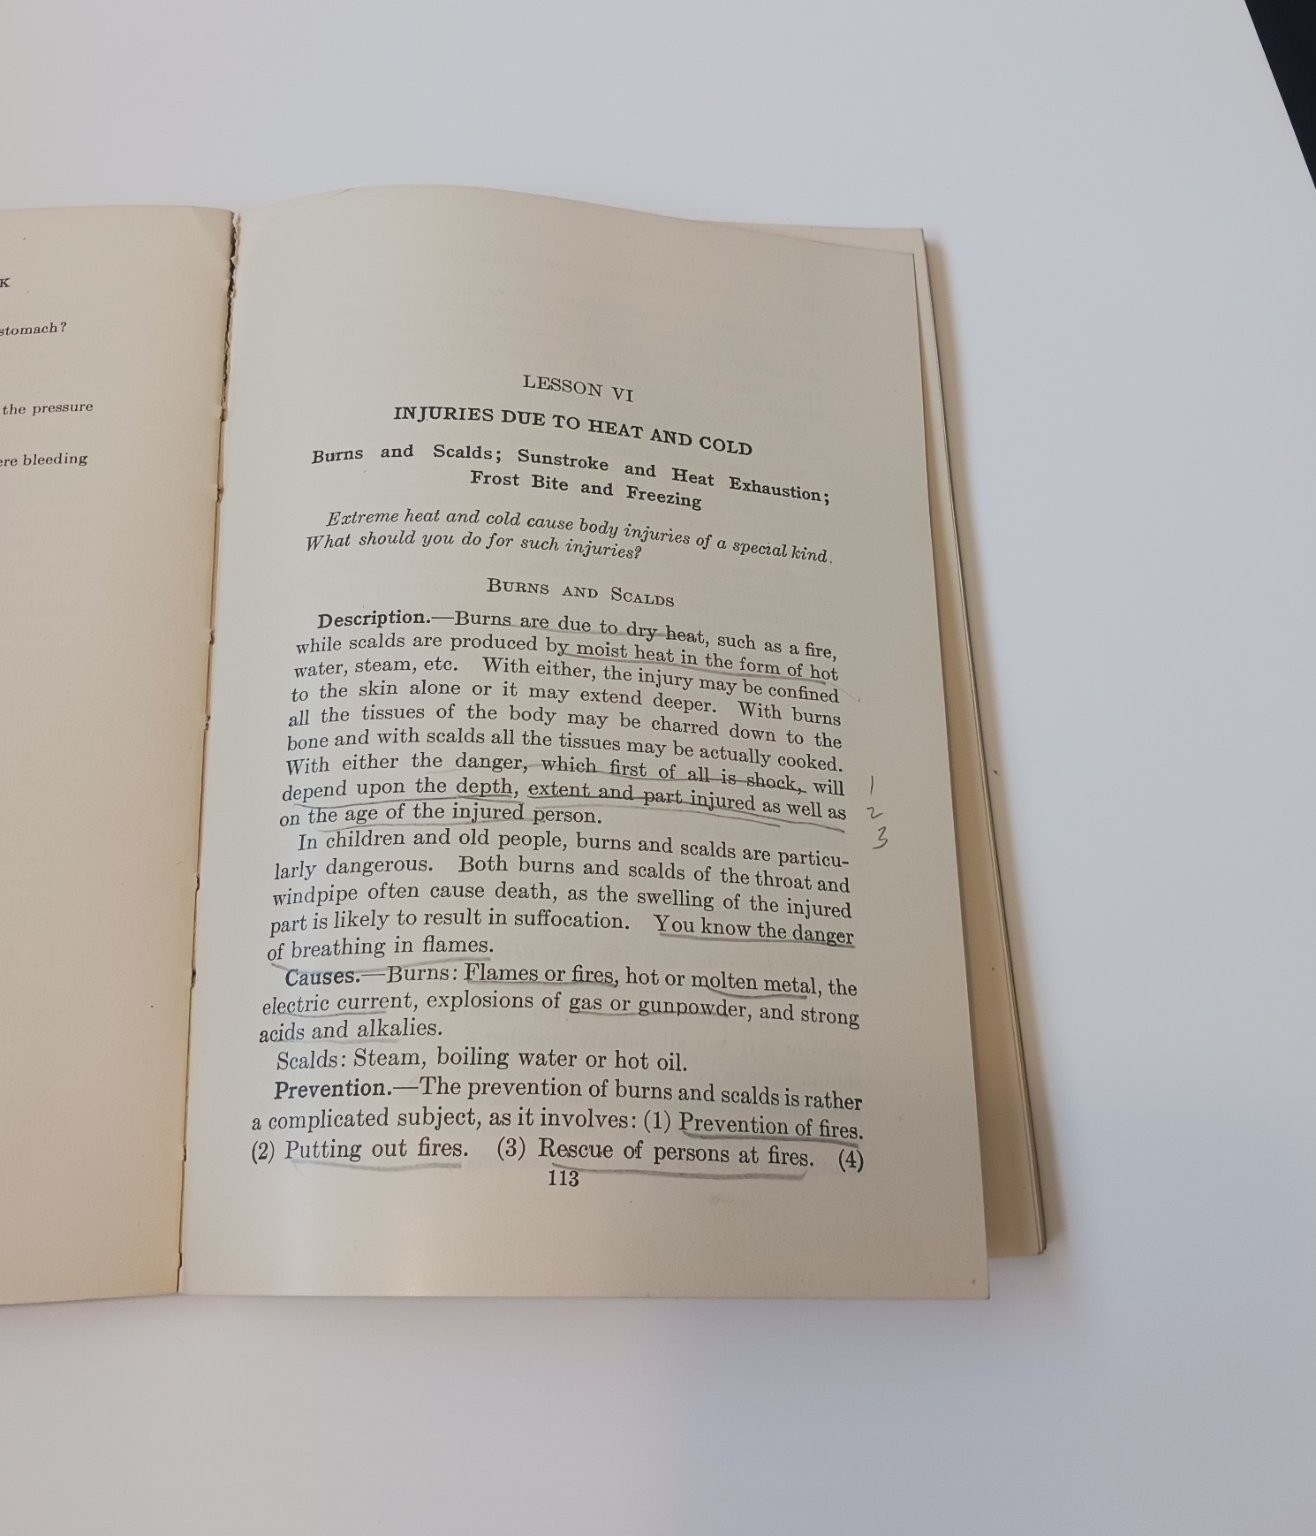 K
stomach?
the pressure
ere bleeding
LESSON VI
INJURIES DUE TO HEAT AND COLD
Burns and Scalds; Sunstroke and Heat Exhaustion;
Frost Bite and Freezing
Extreme heat and cold cause body injuries of a special kind.
What should you do for such injuries?
BURNS AND SCALDS
Description.—Burns are due to dry heat, such as a fire,
while scalds are produced by moist heat in the form of hot
water, steam, etc. With either, the injury may be confined
to the skin alone or it may extend deeper. With burns
all the tissues of the body may be charred down to the
bone and with scalds all the tissues may be actually cooked.
With either the danger, which first of all is shock, will
depend upon the depth, extent and part injured as well as
on the age of the injured person.
1
2
3
In children and old people, burns and scalds are particu-
larly dangerous. Both burns and scalds of the throat and
windpipe often cause death, as the swelling of the injured
part is likely to result in suffocation. You know the danger
of breathing in flames.
Causes.—Burns: Flames or fires, hot or molten metal, the
electric current, explosions of gas or gunpowder, and strong
acids and alkalies.
Scalds: Steam, boiling water or hot oil.
Prevention.—The prevention of burns and scalds is rather
a complicated subject, as it involves: (1) Prevention of fires.
(2) Putting out fires. (3) Rescue of persons at fires. (4)
113